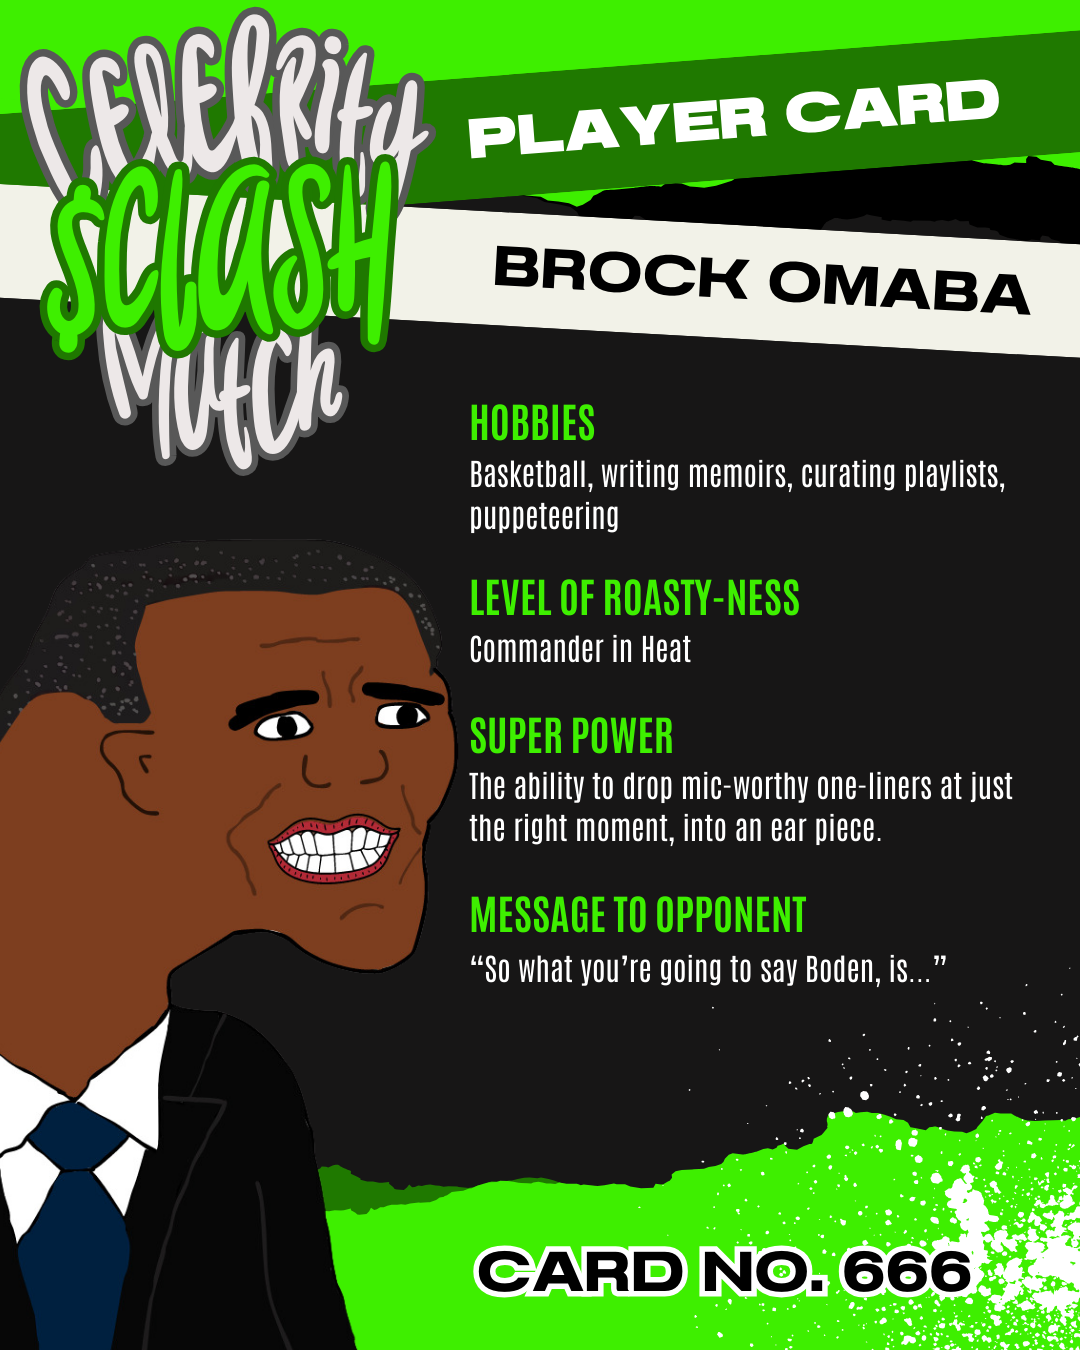 Celebrity
$CLASH
Match
PLAYER CARD
BROCK OMABA
HOBBIES
Basketball, writing memoirs, curating playlists,
puppeteering
LEVEL OF ROASTY-NESS
Commander in Heat
SUPER POWER
The ability to drop mic-worthy one-liners at just
the right moment, into an ear piece.
MESSAGE TO OPPONENT
“So what you’re going to say Boden, is...”
CARD NO. 666